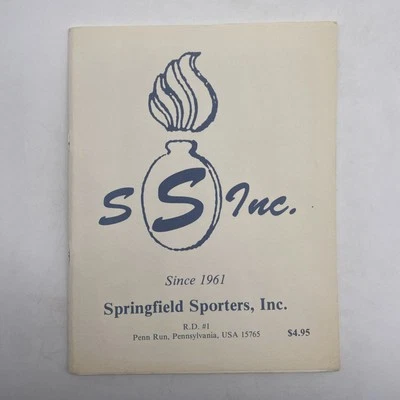 S S Inc.
Since 1961
Springfield Sporters, Inc.
R.D. #1
Penn Run, Pennsylvania, USA 15765
$4.95